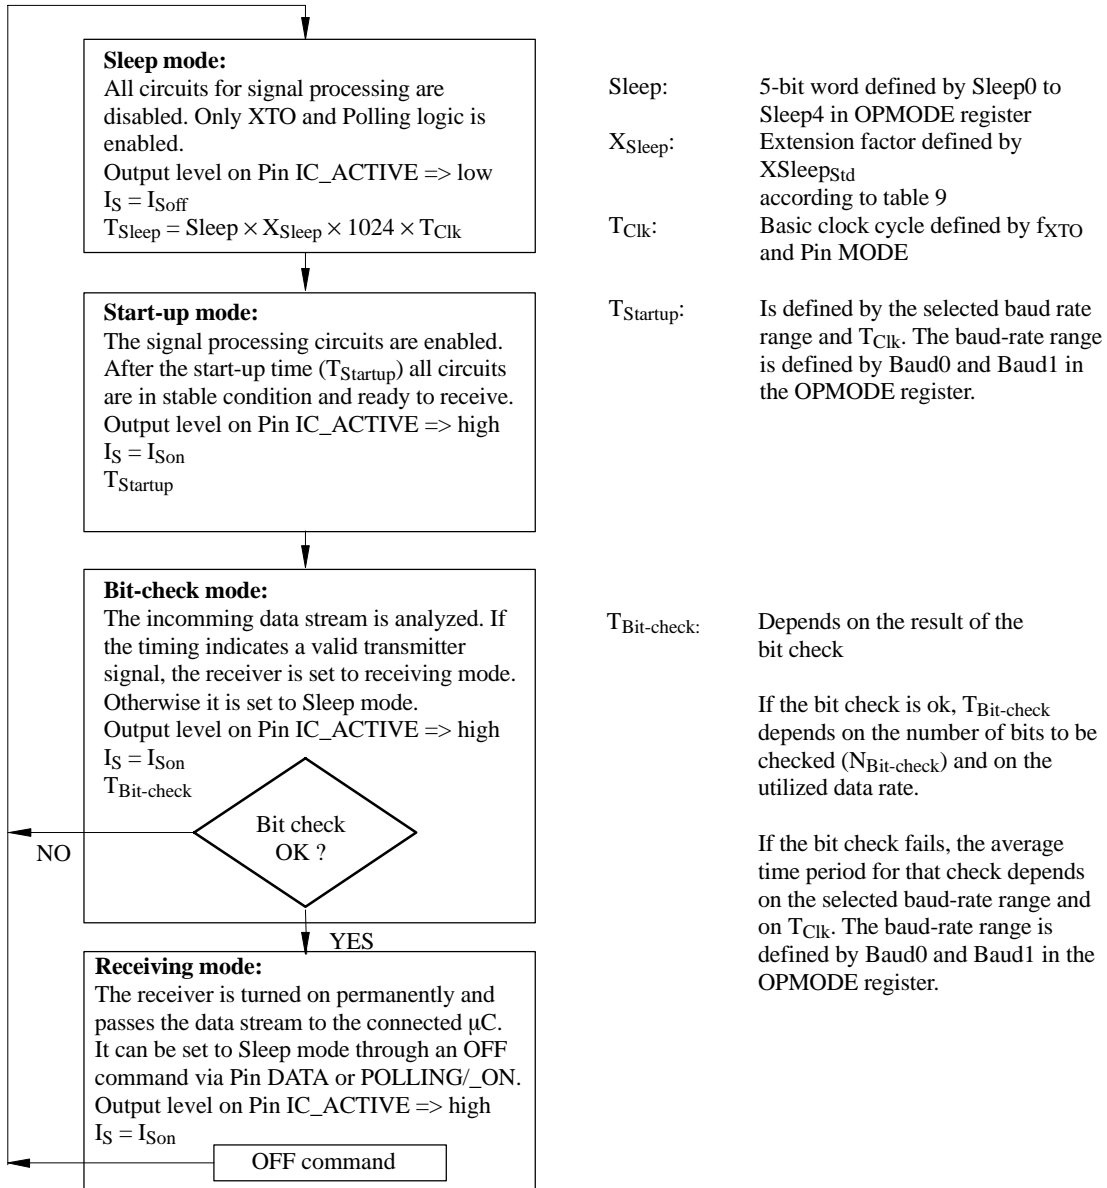 Sleep mode:
All circuits for signal processing are
disabled. Only XTO and Polling logic is
enabled.
Output level on Pin IC_ACTIVE => low
IS = ISoff
TSleep = Sleep × XSleep × 1024 × TClk
Start-up mode:
The signal processing circuits are enabled.
After the start-up time (TStartup) all circuits
are in stable condition and ready to receive.
Output level on Pin IC_ACTIVE => high
IS = ISon
TStartup
Bit-check mode:
The incomming data stream is analyzed. If
the timing indicates a valid transmitter
signal, the receiver is set to receiving mode.
Otherwise it is set to Sleep mode.
Output level on Pin IC_ACTIVE => high
IS = ISon
TBit-check
Bit check
OK ?
NO
YES
Receiving mode:
The receiver is turned on permanently and
passes the data stream to the connected µC.
It can be set to Sleep mode through an OFF
command via Pin DATA or POLLING/_ON.
Output level on Pin IC_ACTIVE => high
IS = ISon
OFF command
Sleep: 5-bit word defined by Sleep0 to
Sleep4 in OPMODE register
XSleep: Extension factor defined by
XSleepStd
according to table 9
TClk: Basic clock cycle defined by fXTO
and Pin MODE
TStartup: Is defined by the selected baud rate
range and TClk. The baud-rate range
is defined by Baud0 and Baud1 in
the OPMODE register.
TBit-check: Depends on the result of the
bit check
If the bit check is ok, TBit-check
depends on the number of bits to be
checked (NBit-check) and on the
utilized data rate.
If the bit check fails, the average
time period for that check depends
on the selected baud-rate range and
on TClk. The baud-rate range is
defined by Baud0 and Baud1 in the
OPMODE register.